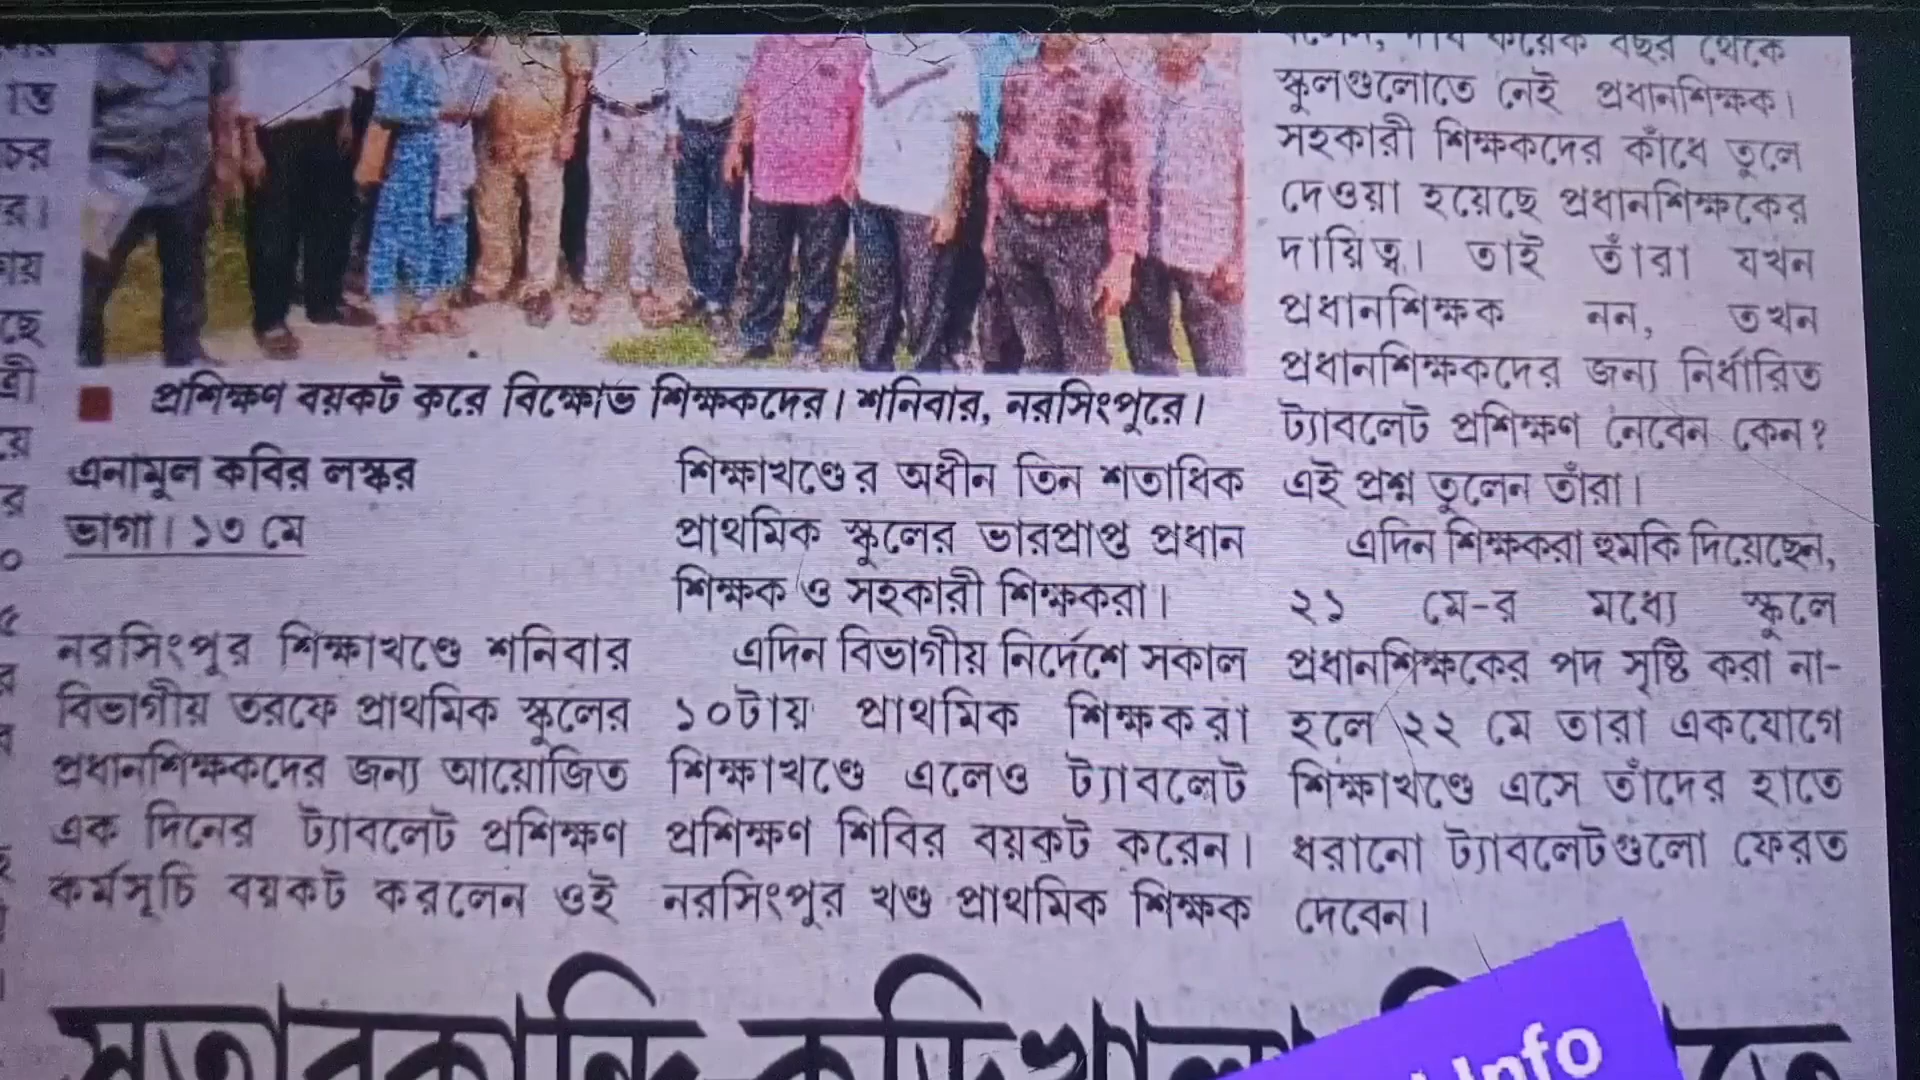 কয়েক বছর থেকে
স্কুলগুলোতে নেই প্রধানশিক্ষক।
সহকারী শিক্ষকদের কাঁধে তুলে
দেওয়া হয়েছে প্রধানশিক্ষকের
দায়িত্ব। তাই তাঁরা যখন
প্রধানশিক্ষক নন, তখন
প্রধানশিক্ষকদের জন্য নির্ধারিত
ট্যাবলেট প্রশিক্ষণ নেবেন কেন?
এই প্রশ্ন তুলেন তাঁরা।
এদিন শিক্ষকরা হুমকি দিয়েছেন,
২১ মে-র মধ্যে স্কুলে
প্রধানশিক্ষকের পদ সৃষ্টি করা না-
হলে ২২ মে তারা একযোগে
শিক্ষাখণ্ডে এসে তাঁদের হাতে
ধরানো ট্যাবলেটগুলো ফেরত
দেবেন।
প্রশিক্ষণ বয়কট করে বিক্ষোভ শিক্ষকদের। শনিবার, নরসিংপুরে।
এনামুল কবির লস্কর
ভাগা। ১৩ মে
নরসিংপুর শিক্ষাখণ্ডে শনিবার
বিভাগীয় তরফে প্রাথমিক স্কুলের
প্রধানশিক্ষকদের জন্য আয়োজিত
এক দিনের ট্যাবলেট প্রশিক্ষণ
কর্মসূচি বয়কট করলেন ওই
শিক্ষাখণ্ডের অধীন তিন শতাধিক
প্রাথমিক স্কুলের ভারপ্রাপ্ত প্রধান
শিক্ষক ও সহকারী শিক্ষকরা।
এদিন বিভাগীয় নির্দেশে সকাল
১০টায় প্রাথমিক শিক্ষকরা
শিক্ষাখণ্ডে এলেও ট্যাবলেট
প্রশিক্ষণ শিবির বয়কট করেন।
নরসিংপুর খণ্ড প্রাথমিক শিক্ষক
Info